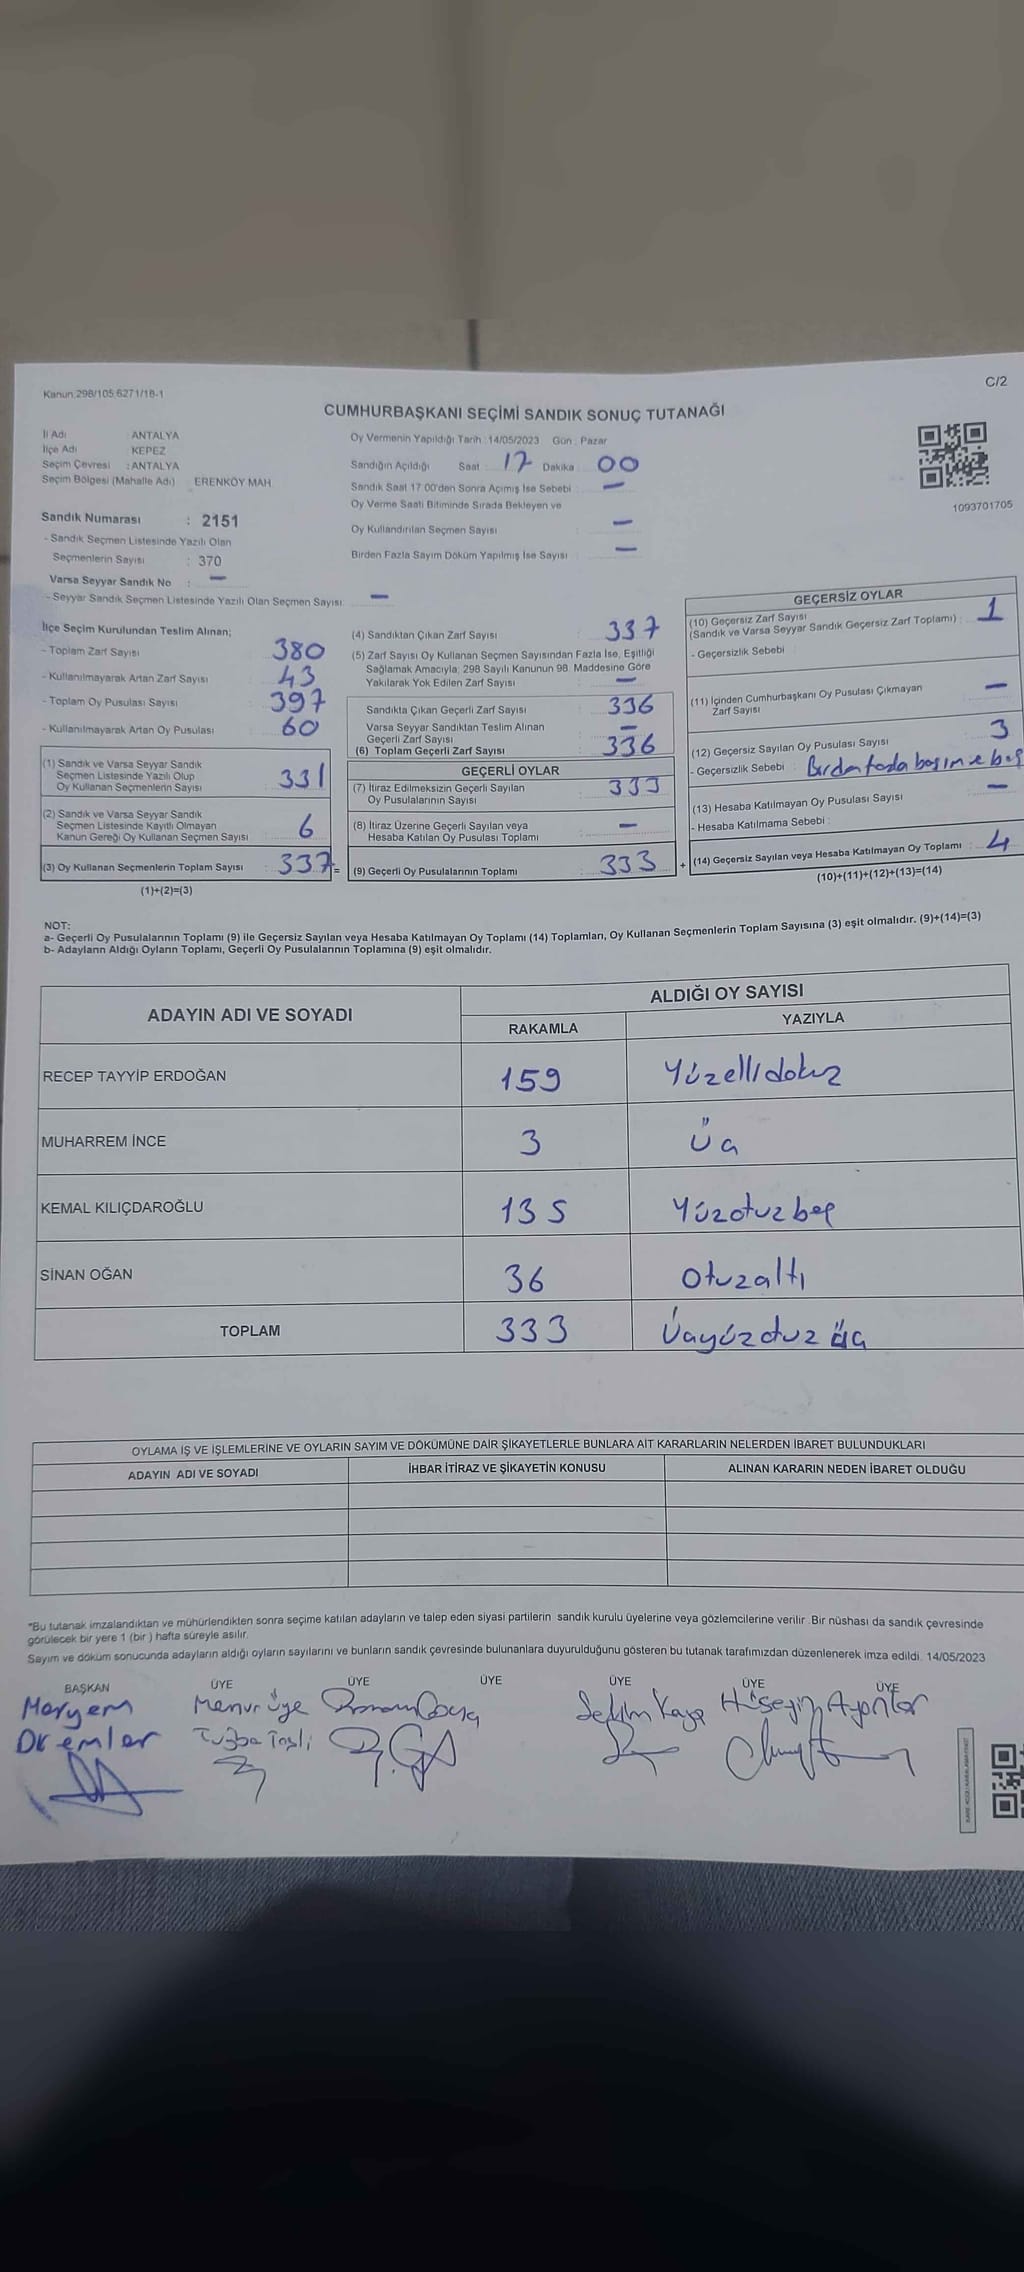 Kanun:298/105;6271/18-1
C/2
CUMHURBAŞKANI SEÇİMİ SANDIK SONUÇ TUTANAĞI
İl Adı : ANTALYA
İlçe Adı : KEPEZ
Seçim Çevresi : ANTALYA
Seçim Bölgesi (Mahalle Adı) ERENKÖY MAH.
Sandık Numarası : 2151
- Sandık Seçmen Listesinde Yazılı Olan
Seçmenlerin Sayısı : 370
Varsa Seyyar Sandık No : —
- Seyyar Sandık Seçmen Listesinde Yazılı Olan Seçmen Sayısı: —
Oy Vermenin Yapıldığı Tarih :14/05/2023 Gün : Pazar
Sandığın Açıldığı Saat : 17 Dakika : 00
Sandık Saat 17:00'den Sonra Açımış İse Sebebi : —
Oy Verme Saati Bitiminde Sırada Bekleyen ve
Oy Kullandırılan Seçmen Sayısı : —
Birden Fazla Sayım Döküm Yapılmış İse Sayısı : —
1093701705
İlçe Seçim Kurulundan Teslim Alınan;
- Toplam Zarf Sayısı : 380
- Kullanılmayarak Artan Zarf Sayısı : 43
- Toplam Oy Pusulası Sayısı : 397
- Kullanılmayarak Artan Oy Pusulası : 60
(1) Sandık ve Varsa Seyyar Sandık
Seçmen Listesinde Yazılı Olup
Oy Kullanan Seçmenlerin Sayısı : 331
(2) Sandık ve Varsa Seyyar Sandık
Seçmen Listesinde Kayıtlı Olmayan
Kanun Gereği Oy Kullanan Seçmen Sayısı : 6
(3) Oy Kullanan Seçmenlerin Toplam Sayısı : 337 =
(1)+(2)=(3)
(4) Sandıktan Çıkan Zarf Sayısı : 337
(5) Zarf Sayısı Oy Kullanan Seçmen Sayısından Fazla İse, Eşitliği
Sağlamak Amacıyla; 298 Sayılı Kanunun 98. Maddesine Göre
Yakılarak Yok Edilen Zarf Sayısı : —
Sandıkta Çıkan Geçerli Zarf Sayısı : 336
Varsa Seyyar Sandıktan Teslim Alınan
Geçerli Zarf Sayısı : —
(6) Toplam Geçerli Zarf Sayısı : 336
GEÇERLİ OYLAR
(7) İtiraz Edilmeksizin Geçerli Sayılan
Oy Pusulalarının Sayısı : 333
(8) İtiraz Üzerine Geçerli Sayılan veya
Hesaba Katılan Oy Pusulası Toplamı : —
(9) Geçerli Oy Pusulalarının Toplamı : 333 +
GEÇERSİZ OYLAR
(10) Geçersiz Zarf Sayısı
(Sandık ve Varsa Seyyar Sandık Geçersiz Zarf Toplamı) : 1
- Geçersizlik Sebebi :
(11) İçinden Cumhurbaşkanı Oy Pusulası Çıkmayan
Zarf Sayısı : —
(12) Geçersiz Sayılan Oy Pusulası Sayısı : 3
- Geçersizlik Sebebi : Birden fazla basım ve boş
(13) Hesaba Katılmayan Oy Pusulası Sayısı : —
- Hesaba Katılmama Sebebi :
(14) Geçersiz Sayılan veya Hesaba Katılmayan Oy Toplamı : 4
(10)+(11)+(12)+(13)=(14)
NOT:
a- Geçerli Oy Pusulalarının Toplamı (9) ile Geçersiz Sayılan veya Hesaba Katılmayan Oy Toplamı (14) Toplamları, Oy Kullanan Seçmenlerin Toplam Sayısına (3) eşit olmalıdır. (9)+(14)=(3)
b- Adayların Aldığı Oyların Toplamı, Geçerli Oy Pusulalarının Toplamına (9) eşit olmalıdır.
ADAYIN ADI VE SOYADI ALDIĞI OY SAYISI
RAKAMLA YAZIYLA
RECEP TAYYİP ERDOĞAN 159 Yüzellidokuz
MUHARREM İNCE 3 Üç
KEMAL KILIÇDAROĞLU 135 Yüzotuzbeş
SİNAN OĞAN 36 Otuzaltı
TOPLAM 333 Üçyüzotuz üç
OYLAMA İŞ VE İŞLEMLERİNE VE OYLARIN SAYIM VE DÖKÜMÜNE DAİR ŞİKAYETLERLE BUNLARA AİT KARARLARIN NELERDEN İBARET BULUNDUKLARI
ADAYIN ADI VE SOYADI İHBAR İTİRAZ VE ŞİKAYETİN KONUSU ALINAN KARARIN NEDEN İBARET OLDUĞU
*Bu tutanak imzalandıktan ve mühürlendikten sonra seçime katılan adayların ve talep eden siyasi partilerin sandık kurulu üyelerine veya gözlemcilerine verilir .Bir nüshası da sandık çevresinde
görülecek bir yere 1 (bir ) hafta süreyle asılır.
Sayım ve döküm sonucunda adayların aldığı oyların sayılarını ve bunların sandık çevresinde bulunanlara duyurulduğunu gösteren bu tutanak tarafımızdan düzenlenerek imza edildi. 14/05/2023
BAŞKAN ÜYE ÜYE ÜYE ÜYE ÜYE ÜYE
Meryem Memur Üye Selim Kaya Hüseyin
Tuğba